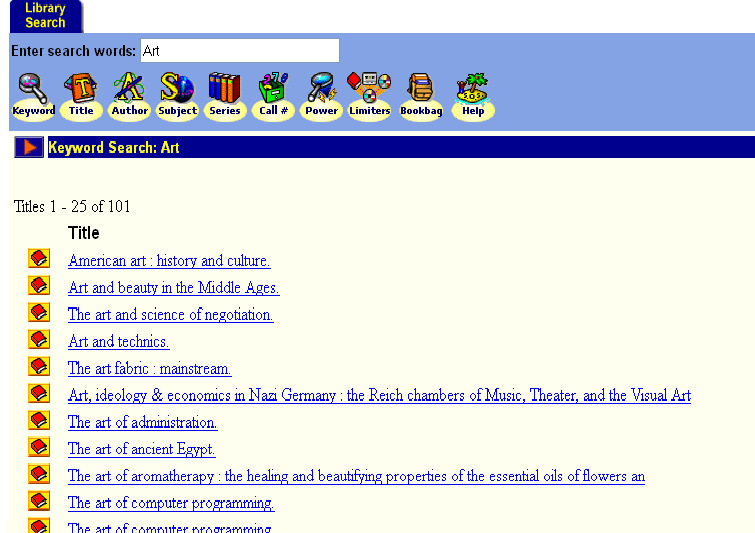 Library
Search
Enter search words: Art
Keyword Title Author Subject Series Call # Power Limiters Bookbag Help
Keyword Search: Art
Titles 1 - 25 of 101
Title
American art : history and culture.
Art and beauty in the Middle Ages.
The art and science of negotiation.
Art and technics.
The art fabric : mainstream.
Art, ideology & economics in Nazi Germany : the Reich chambers of Music, Theater, and the Visual Art
The art of administration.
The art of ancient Egypt.
The art of aromatherapy : the healing and beautifying properties of the essential oils of flowers an
The art of computer programming.
The art of computer programming